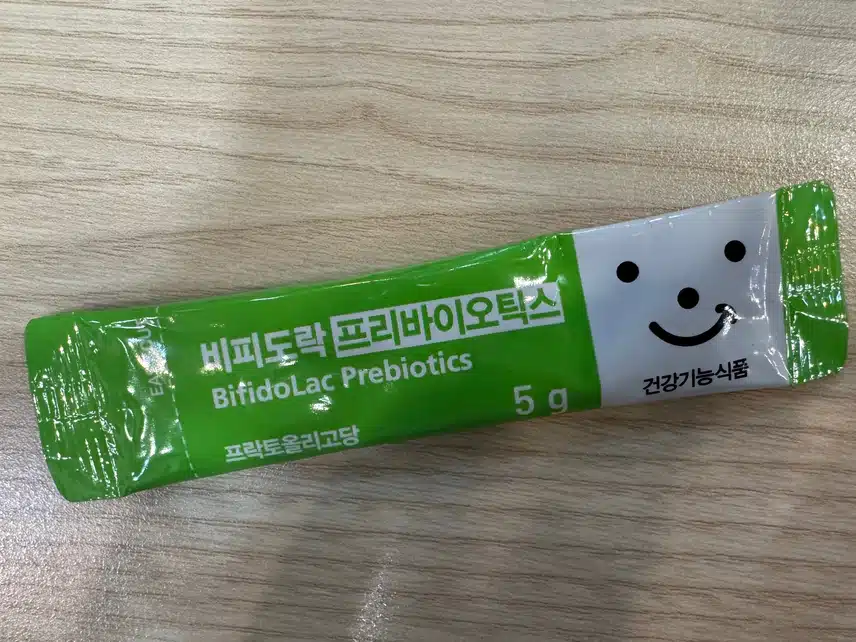 비피도락 프리바이오틱스
BifidoLac Prebiotics
5 g
프락토올리고당
건강기능식품